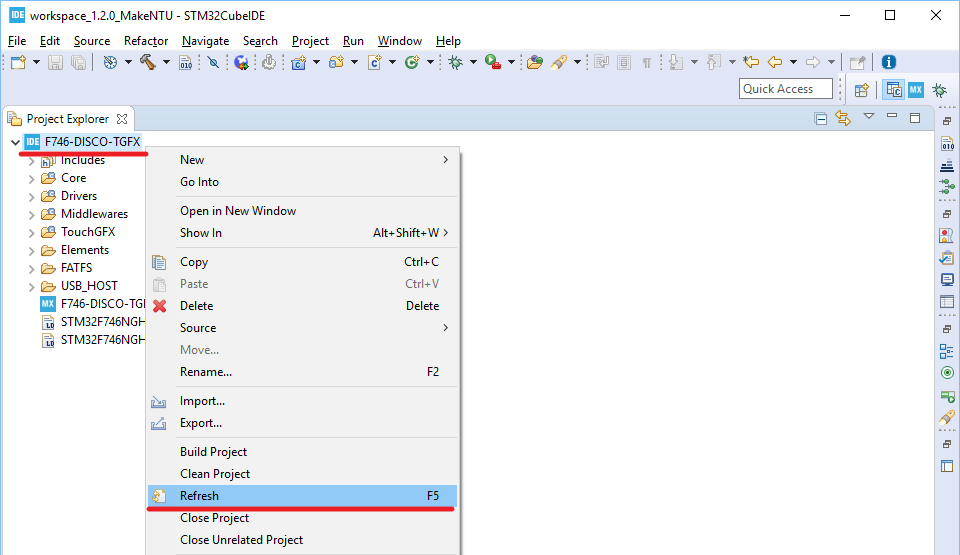 IDE workspace_1.2.0_MakeNTU - STM32CubeIDE
File Edit Source Refactor Navigate Search Project Run Window Help
Quick Access
MX
Project Explorer
IDE F746-DISCO-TGFX
Includes
Core
Drivers
Middlewares
TouchGFX
Elements
FATFS
USB_HOST
MX F746-DISCO-TGF
STM32F746NGH
STM32F746NGH
New
Go Into
Open in New Window
Show In Alt+Shift+W
Copy Ctrl+C
Paste Ctrl+V
Delete Delete
Source
Move...
Rename... F2
Import...
Export...
Build Project
Clean Project
Refresh F5
Close Project
Close Unrelated Project